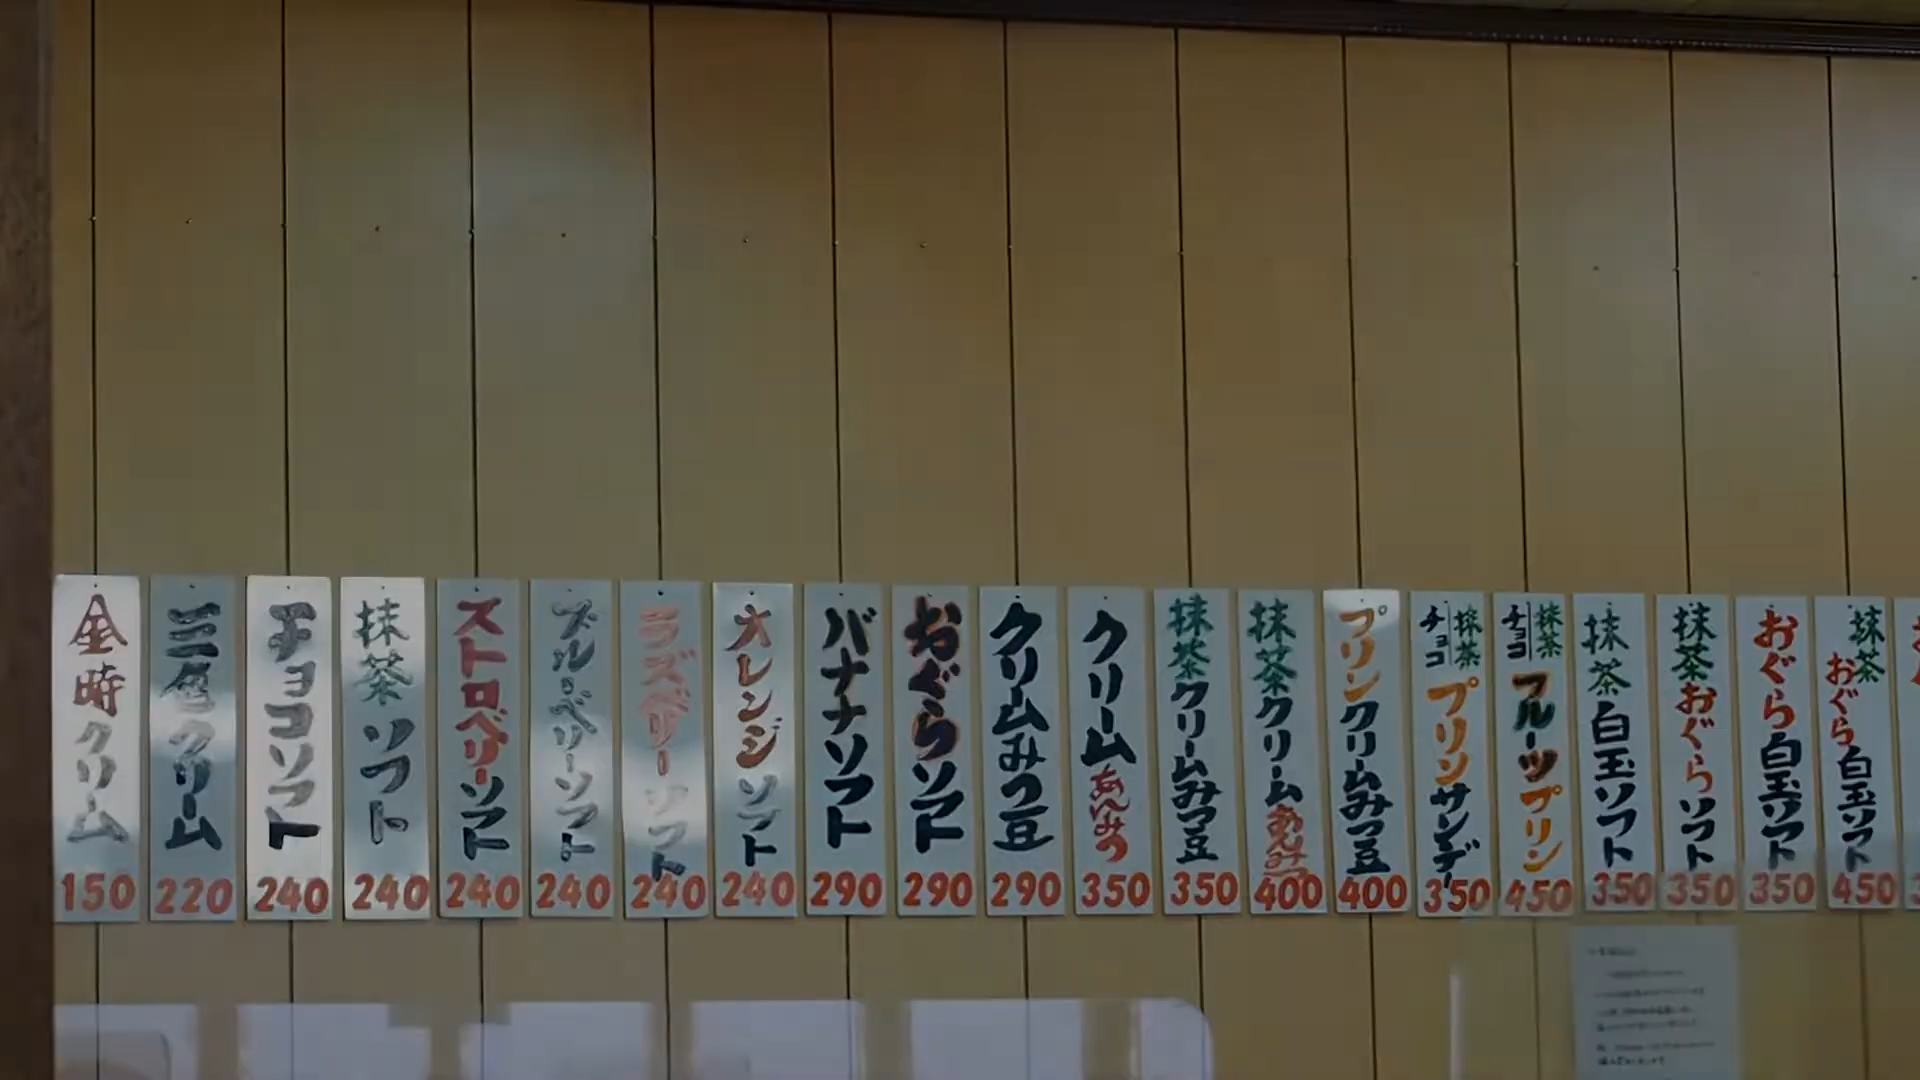 金時クリーム
150
三色クリーム
220
チョコソフト
240
抹茶ソフト
240
ストロベリーソフト
240
ブルーベリーソフト
240
ラズベリーソフト
240
オレンジソフト
240
バナナソフト
290
おぐらソフト
290
クリームみつ豆
290
クリームあんみつ
350
抹茶クリームみつ豆
350
抹茶クリームあんみつ
400
プリンクリームみつ豆
400
チョコ|抹茶プリンサンデー
350
チョコ|抹茶フルーツプリン
450
抹茶白玉ソフト
350
抹茶おぐらソフト
350
おぐら白玉ソフト
350
抹茶おぐら白玉ソフト
450